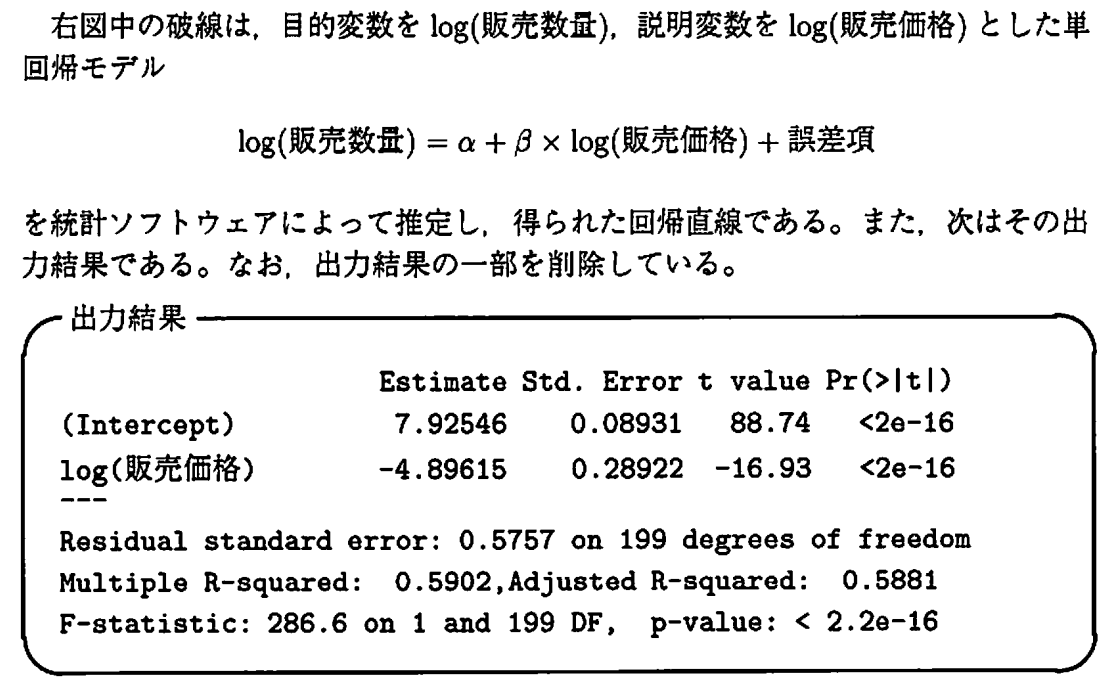 右図中の破線は，目的変数を log(販売数量)，説明変数を log(販売価格) とした単
回帰モデル
log(販売数量) = α + β × log(販売価格) + 誤差項
を統計ソフトウェアによって推定し，得られた回帰直線である。また，次はその出
力結果である。なお，出力結果の一部を削除している。
出力結果
Estimate Std. Error t value Pr(>|t|)
(Intercept) 7.92546 0.08931 88.74 <2e-16
log(販売価格) -4.89615 0.28922 -16.93 <2e-16
---
Residual standard error: 0.5757 on 199 degrees of freedom
Multiple R-squared: 0.5902,Adjusted R-squared: 0.5881
F-statistic: 286.6 on 1 and 199 DF, p-value: < 2.2e-16